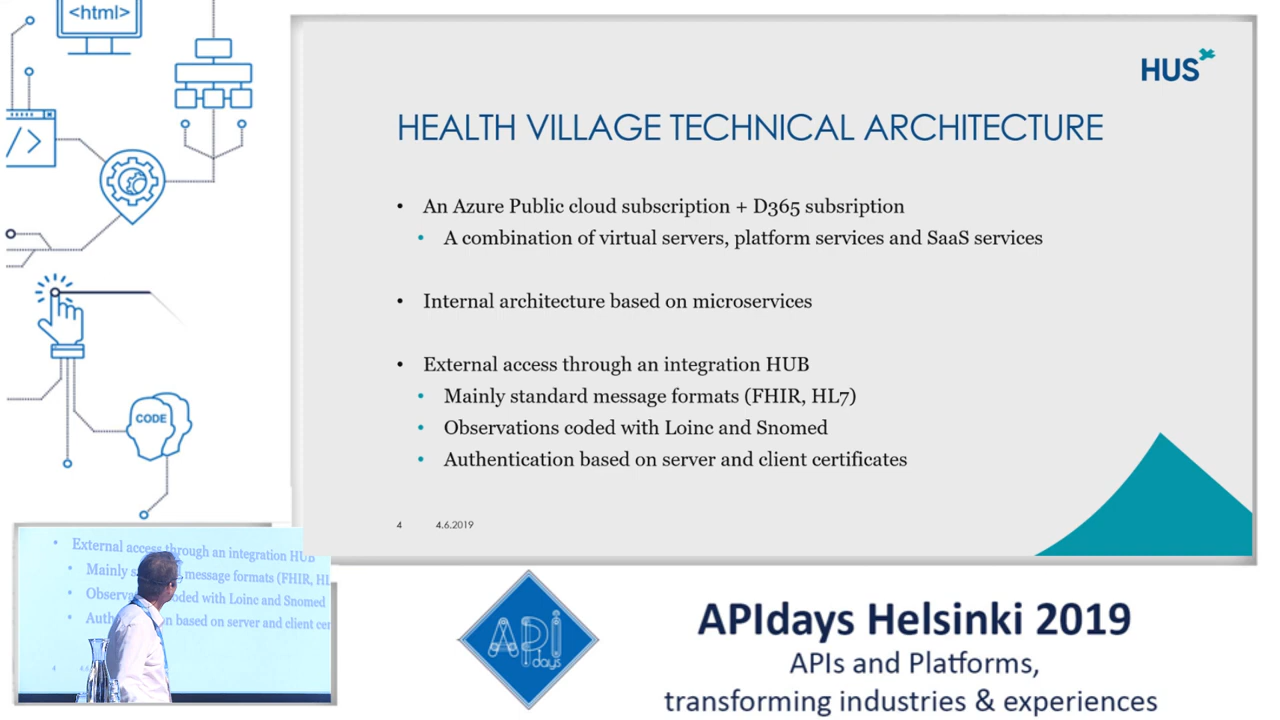 <html>
</>
CODE
HUS
HEALTH VILLAGE TECHNICAL ARCHITECTURE
• An Azure Public cloud subscription + D365 subsription
• A combination of virtual servers, platform services and SaaS services
• Internal architecture based on microservices
• External access through an integration HUB
• Mainly standard message formats (FHIR, HL7)
• Observations coded with Loinc and Snomed
• Authentication based on server and client certificates
4 4.6.2019
• External access through an integration HUB
• Mainly message formats (FHIR,
• with Loinc and Snomed
• based on server and client
API
days
APIdays Helsinki 2019
APIs and Platforms,
transforming industries & experiences